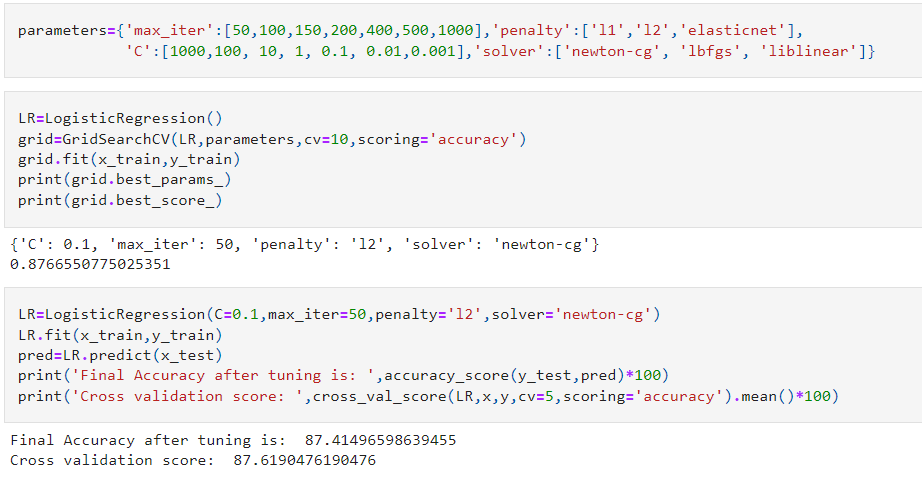 parameters={'max_iter':[50,100,150,200,400,500,1000],'penalty':['l1','l2','elasticnet'],
            'C':[1000,100, 10, 1, 0.1, 0.01,0.001],'solver':['newton-cg', 'lbfgs', 'liblinear']}
LR=LogisticRegression()
grid=GridSearchCV(LR,parameters,cv=10,scoring='accuracy')
grid.fit(x_train,y_train)
print(grid.best_params_)
print(grid.best_score_)
{'C': 0.1, 'max_iter': 50, 'penalty': 'l2', 'solver': 'newton-cg'}
0.8766550775025351
LR=LogisticRegression(C=0.1,max_iter=50,penalty='l2',solver='newton-cg')
LR.fit(x_train,y_train)
pred=LR.predict(x_test)
print('Final Accuracy after tuning is: ',accuracy_score(y_test,pred)*100)
print('Cross validation score: ',cross_val_score(LR,x,y,cv=5,scoring='accuracy').mean()*100)
Final Accuracy after tuning is:  87.41496598639455
Cross validation score:  87.6190476190476